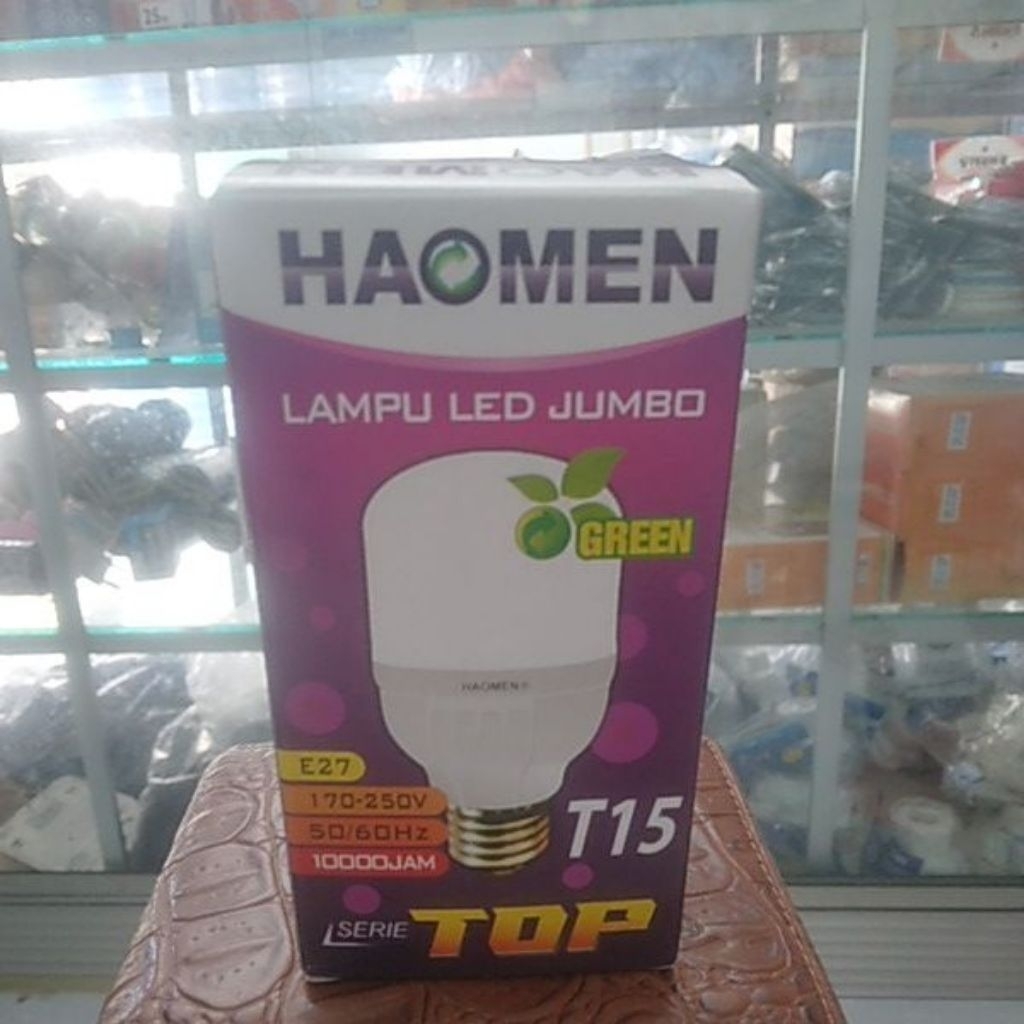 HAOMEN
LAMPU LED JUMBO
GREEN
HAOMEN®
E27
170-250V
50/60Hz
10000JAM
T15
SERIE TOP